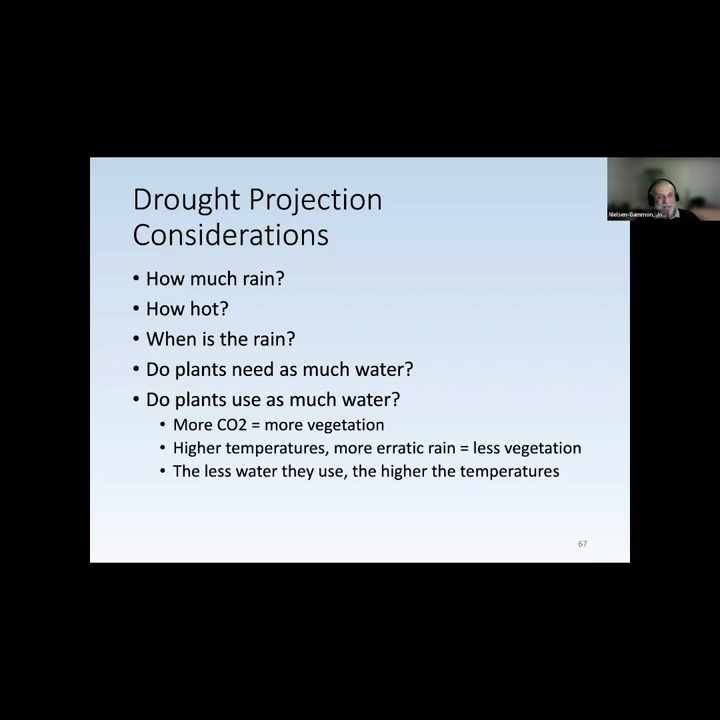 Drought Projection
Considerations
• How much rain?
• How hot?
• When is the rain?
• Do plants need as much water?
• Do plants use as much water?
• More CO2 = more vegetation
• Higher temperatures, more erratic rain = less vegetation
• The less water they use, the higher the temperatures
67
Nielsen-Gammon, Jo...